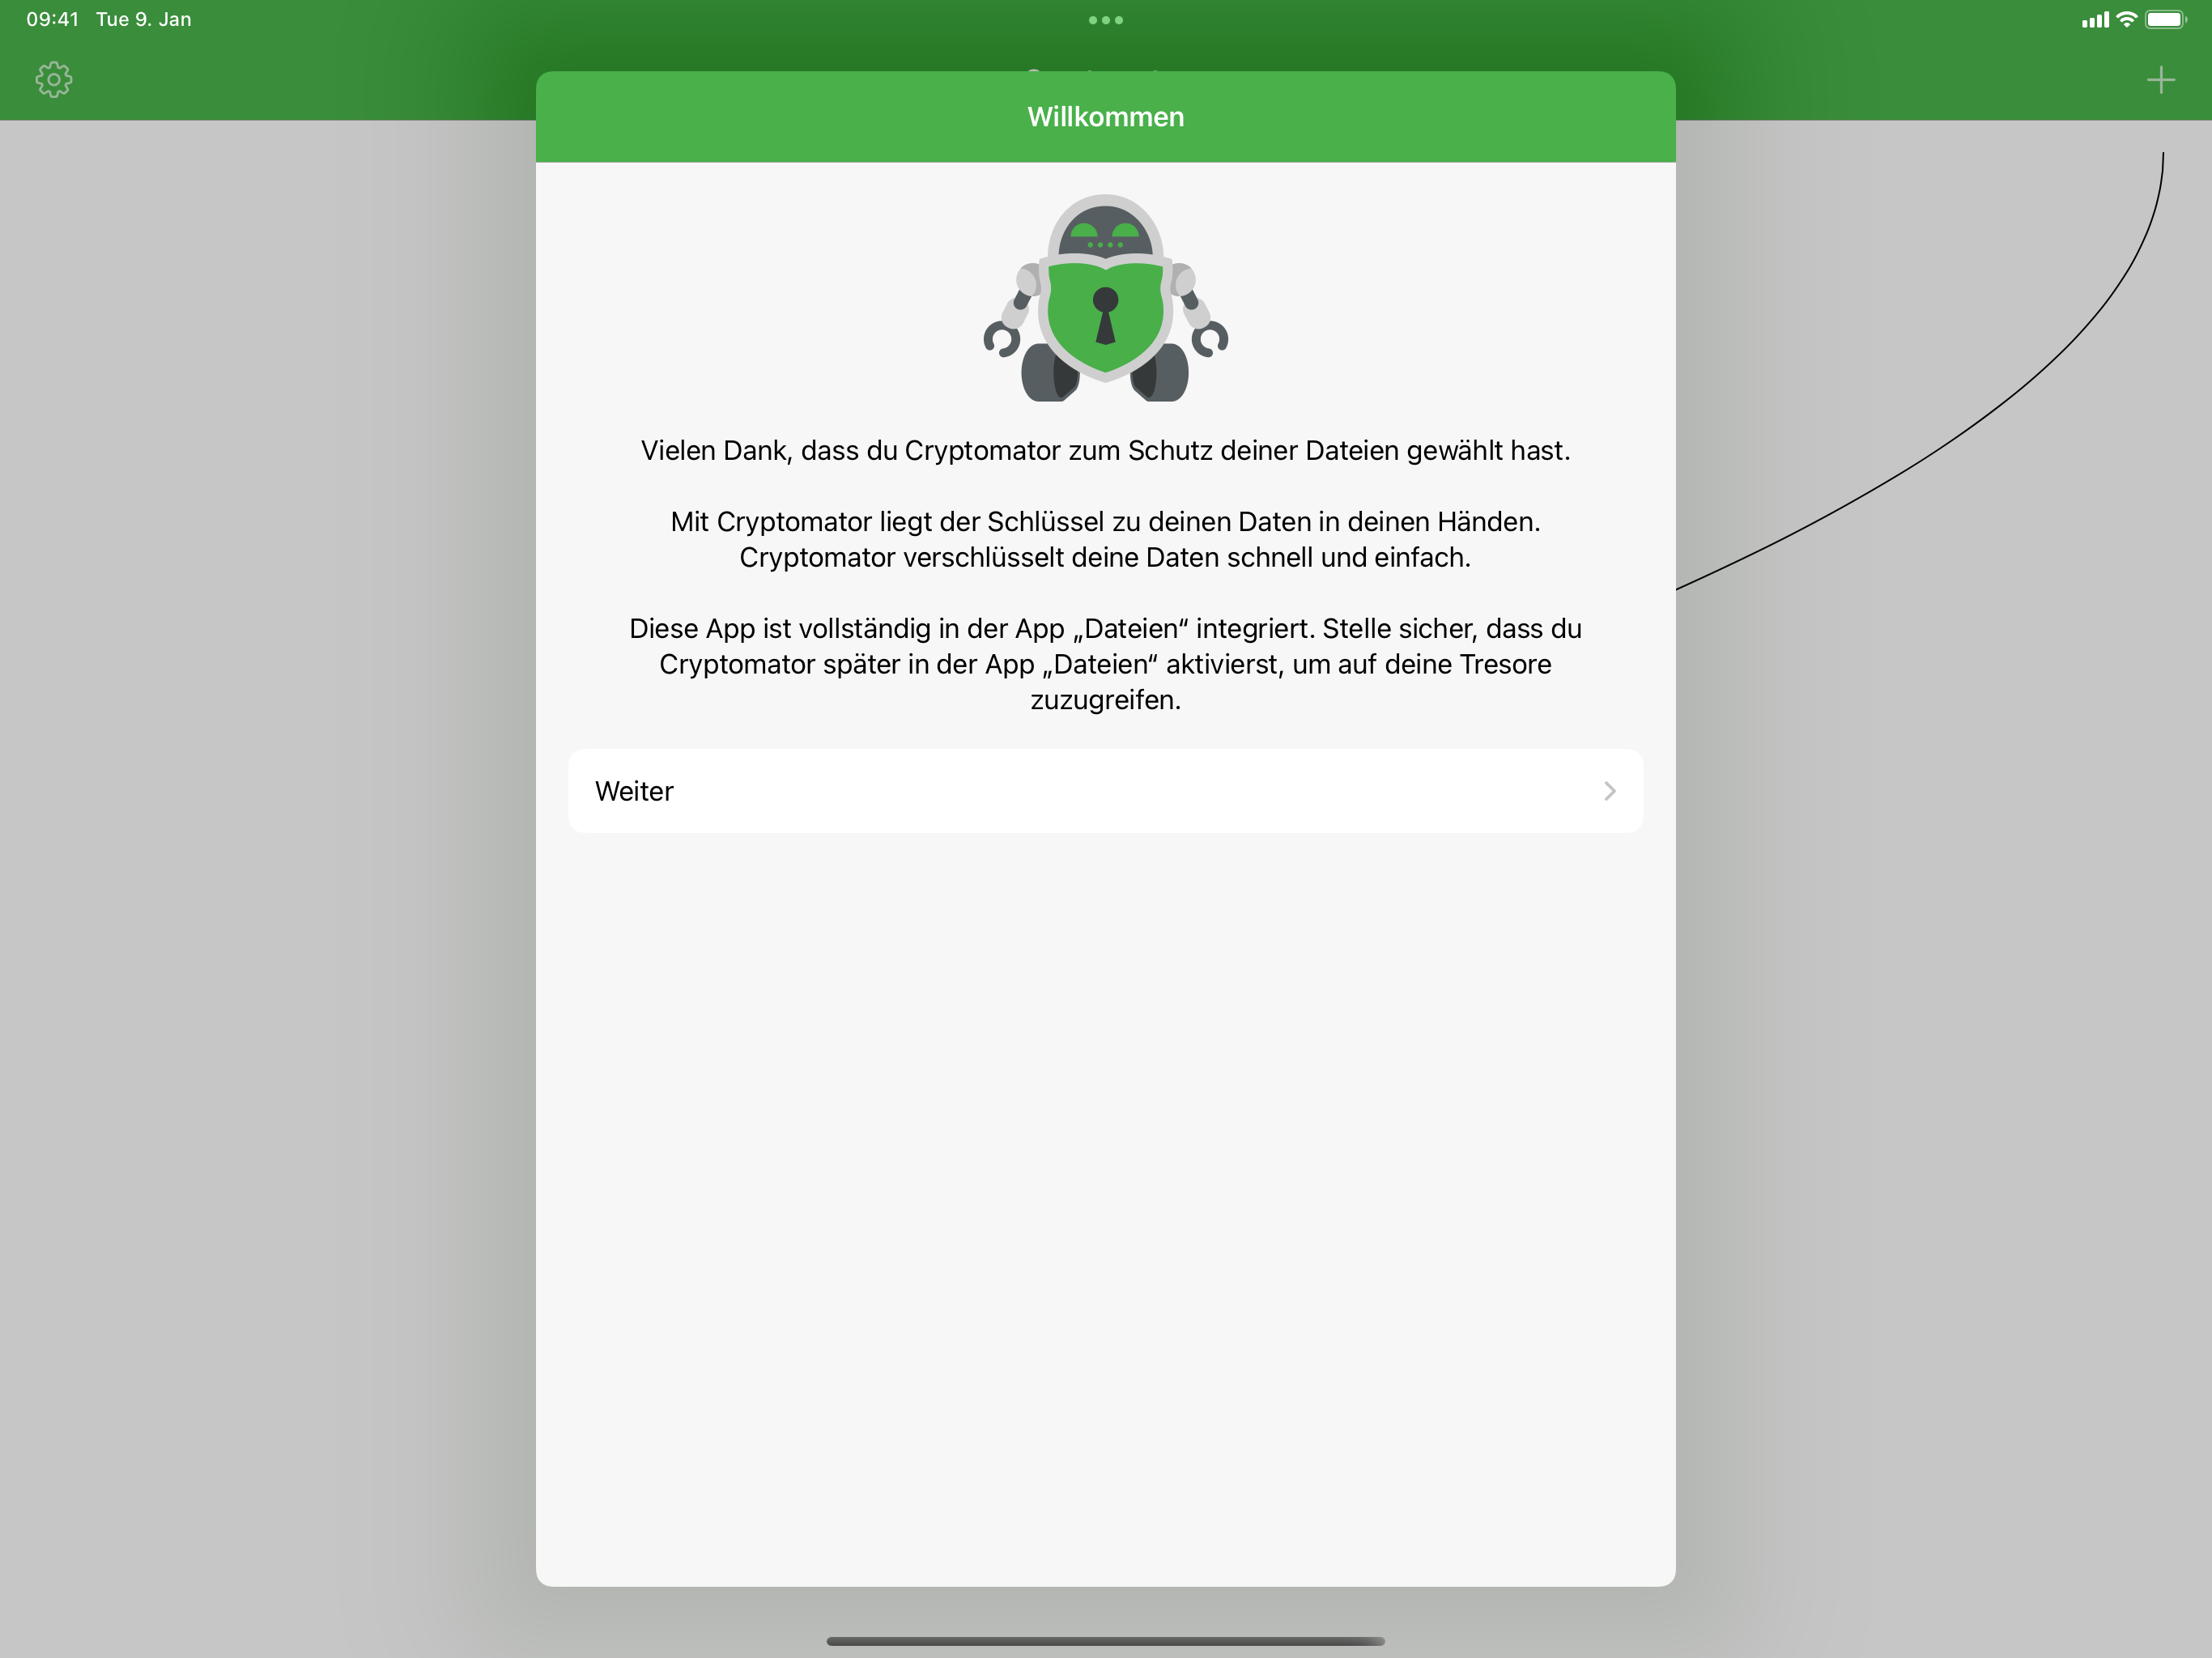 09:41 Tue 9. Jan
Willkommen
Vielen Dank, dass du Cryptomator zum Schutz deiner Dateien gewählt hast.
Mit Cryptomator liegt der Schlüssel zu deinen Daten in deinen Händen.
Cryptomator verschlüsselt deine Daten schnell und einfach.
Diese App ist vollständig in der App „Dateien“ integriert. Stelle sicher, dass du
Cryptomator später in der App „Dateien“ aktivierst, um auf deine Tresore
zuzugreifen.
Weiter